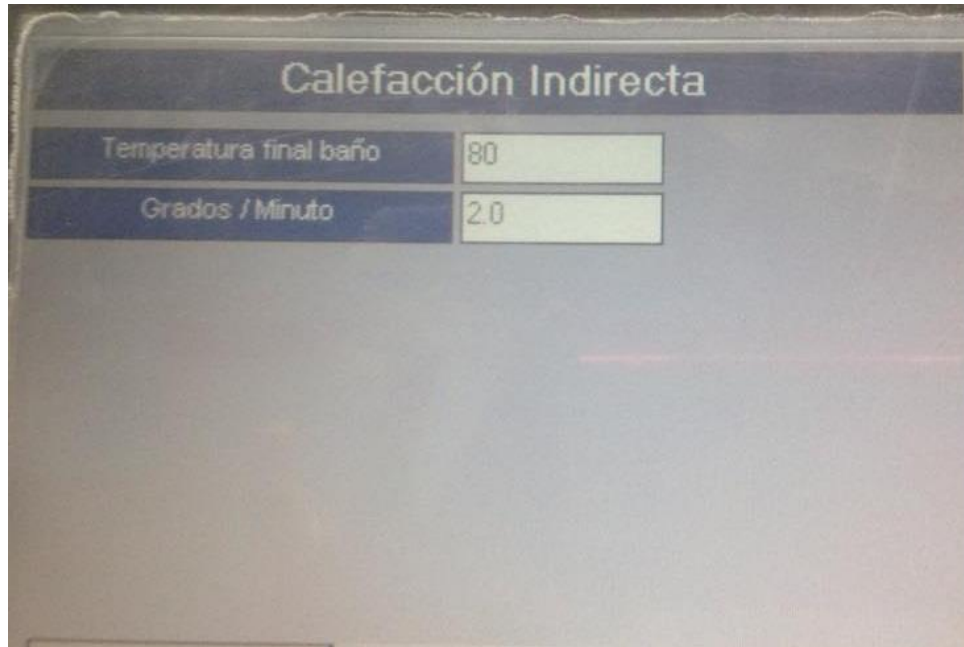 Calefacción Indirecta
Temperatura final baño 80
Grados / Minuto 2.0